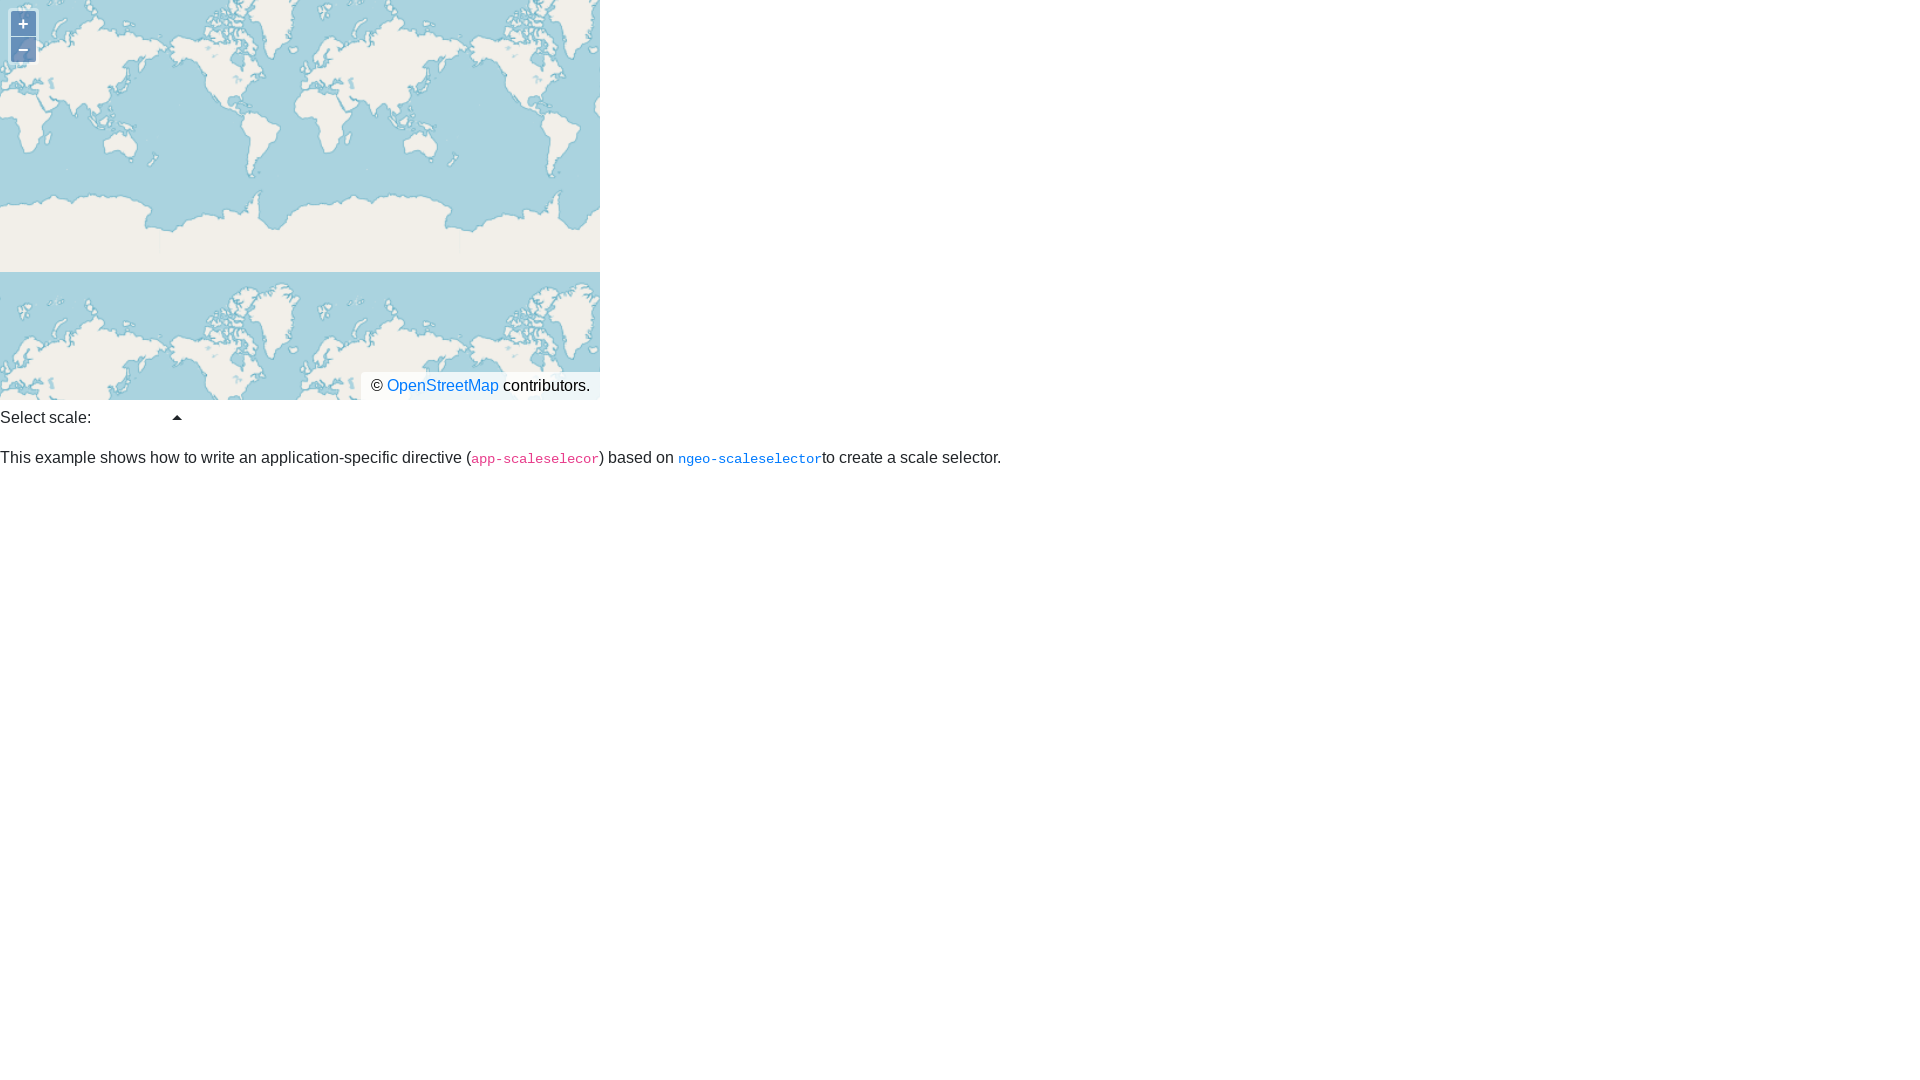 +
−
© OpenStreetMap contributors.
Select scale:
This example shows how to write an application-specific directive (app-scaleselecor) based on ngeo-scaleselectorto create a scale selector.